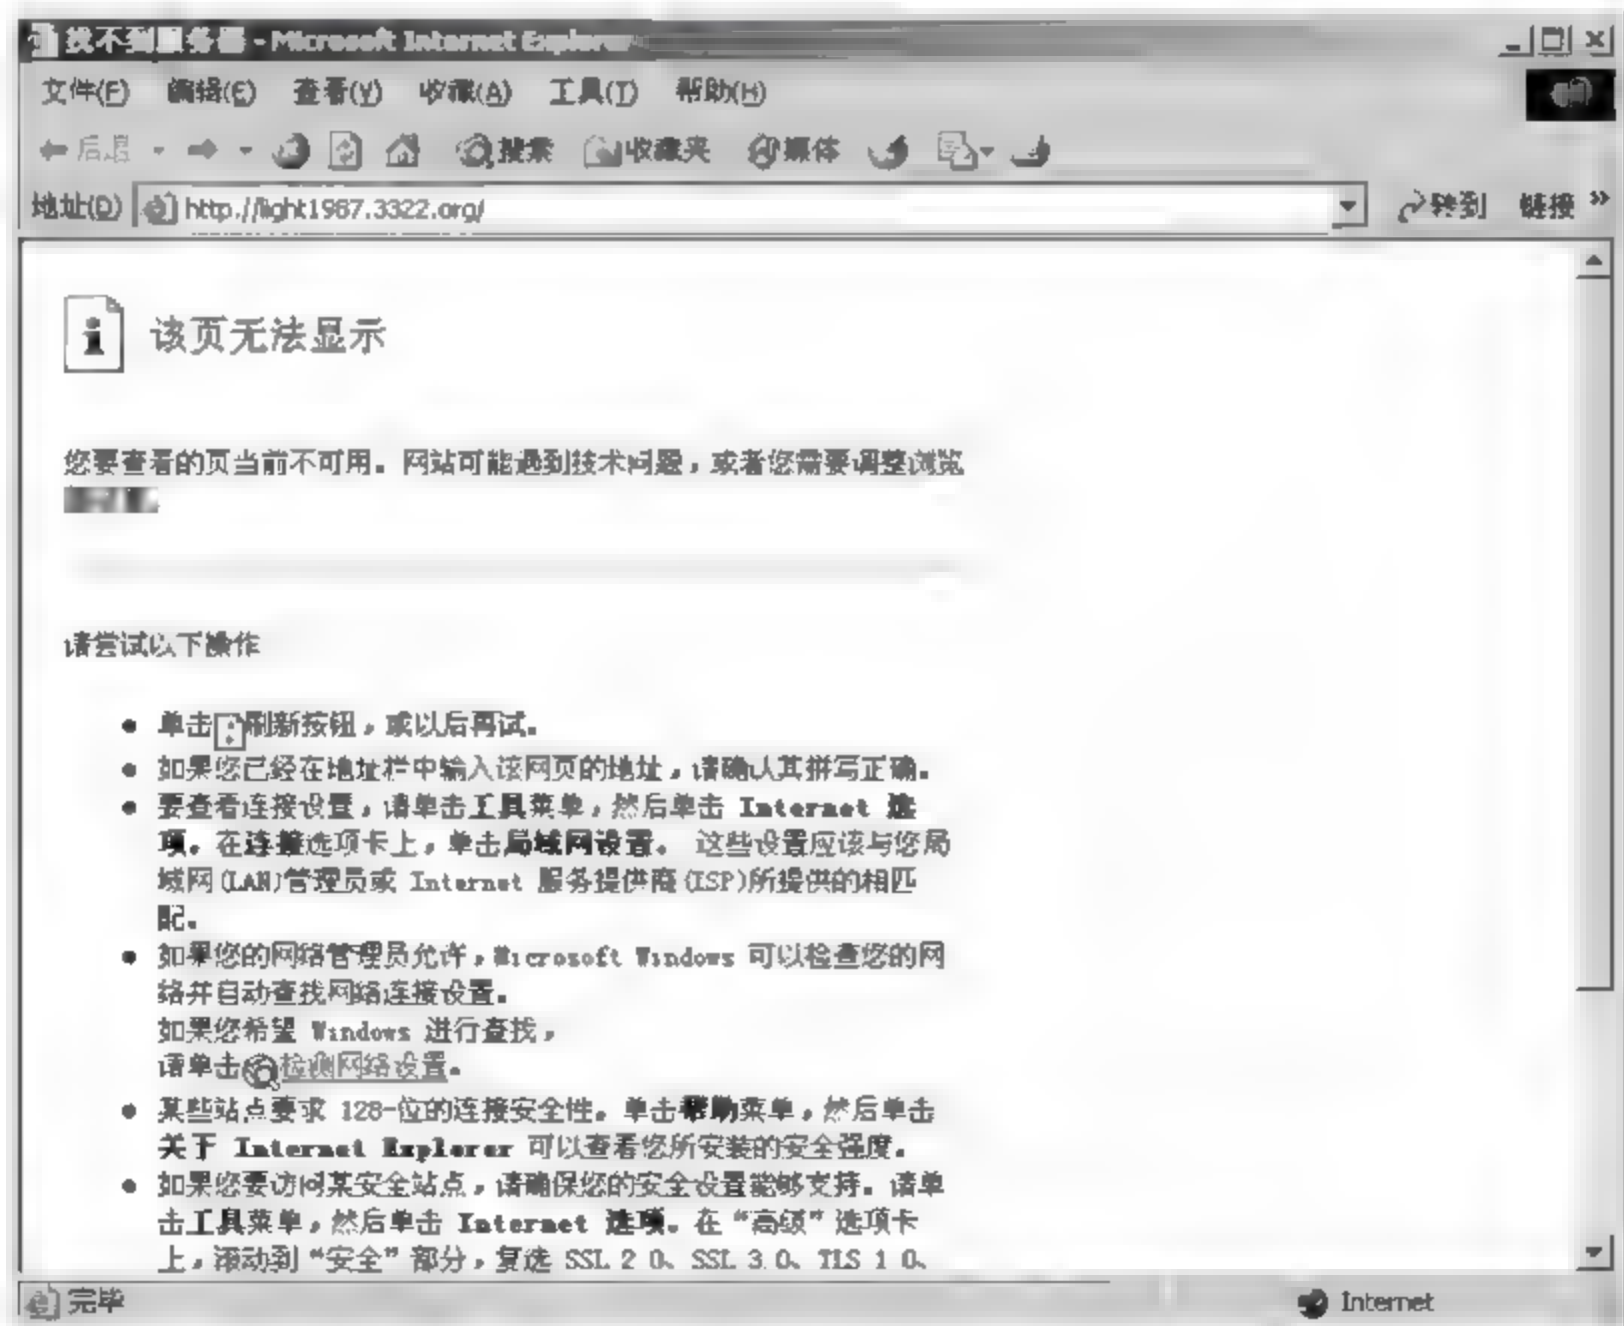 找不到服务器 - Microsoft Internet Explorer
文件(F) 编辑(E) 查看(V) 收藏(A) 工具(T) 帮助(H)
后退 搜索 收藏夹 媒体
地址(D) http://light1987.3322.org/ 转到 链接 »
该页无法显示
您要查看的页当前不可用。网站可能遇到技术问题，或者您需要调整浏览
请尝试以下操作
单击 刷新按钮，或以后再试。
如果您已经在地址栏中输入该网页的地址，请确认其拼写正确。
要查看连接设置，请单击工具菜单，然后单击 Internet 选
项。在连接选项卡上，单击局域网设置。 这些设置应该与您局
域网(LAN)管理员或 Internet 服务提供商(ISP)所提供的相匹
配。
如果您的网络管理员允许，Microsoft Windows 可以检查您的网
络并自动查找网络连接设置。
如果您希望 Windows 进行查找，
请单击 检测网络设置。
某些站点要求 128-位的连接安全性。单击帮助菜单，然后单击
关于 Internet Explorer 可以查看您所安装的安全强度。
如果您要访问某安全站点，请确保您的安全设置能够支持。请单
击工具菜单，然后单击 Internet 选项。在“高级”选项卡
上，滚动到“安全”部分，复选 SSL 2 0、SSL 3 0、TLS 1 0、
完毕 Internet